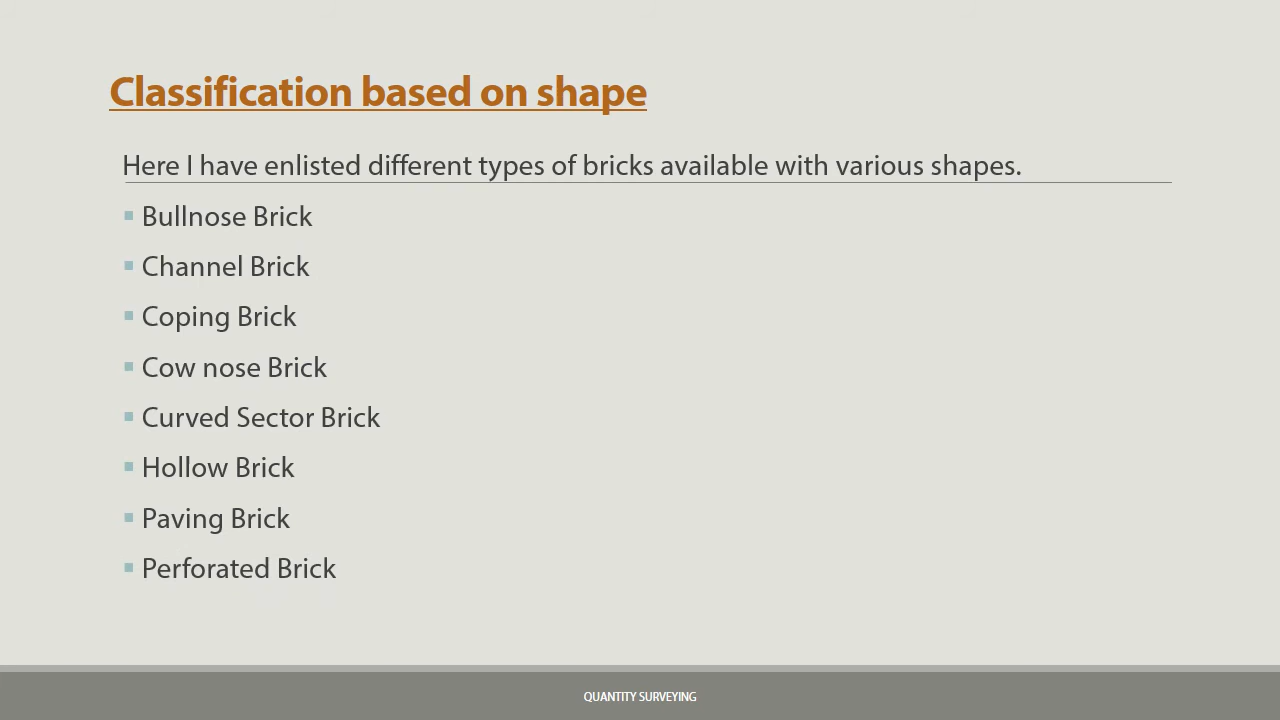 Classification based on shape
Here I have enlisted different types of bricks available with various shapes.
Bullnose Brick
Channel Brick
Coping Brick
Cow nose Brick
Curved Sector Brick
Hollow Brick
Paving Brick
Perforated Brick
QUANTITY SURVEYING